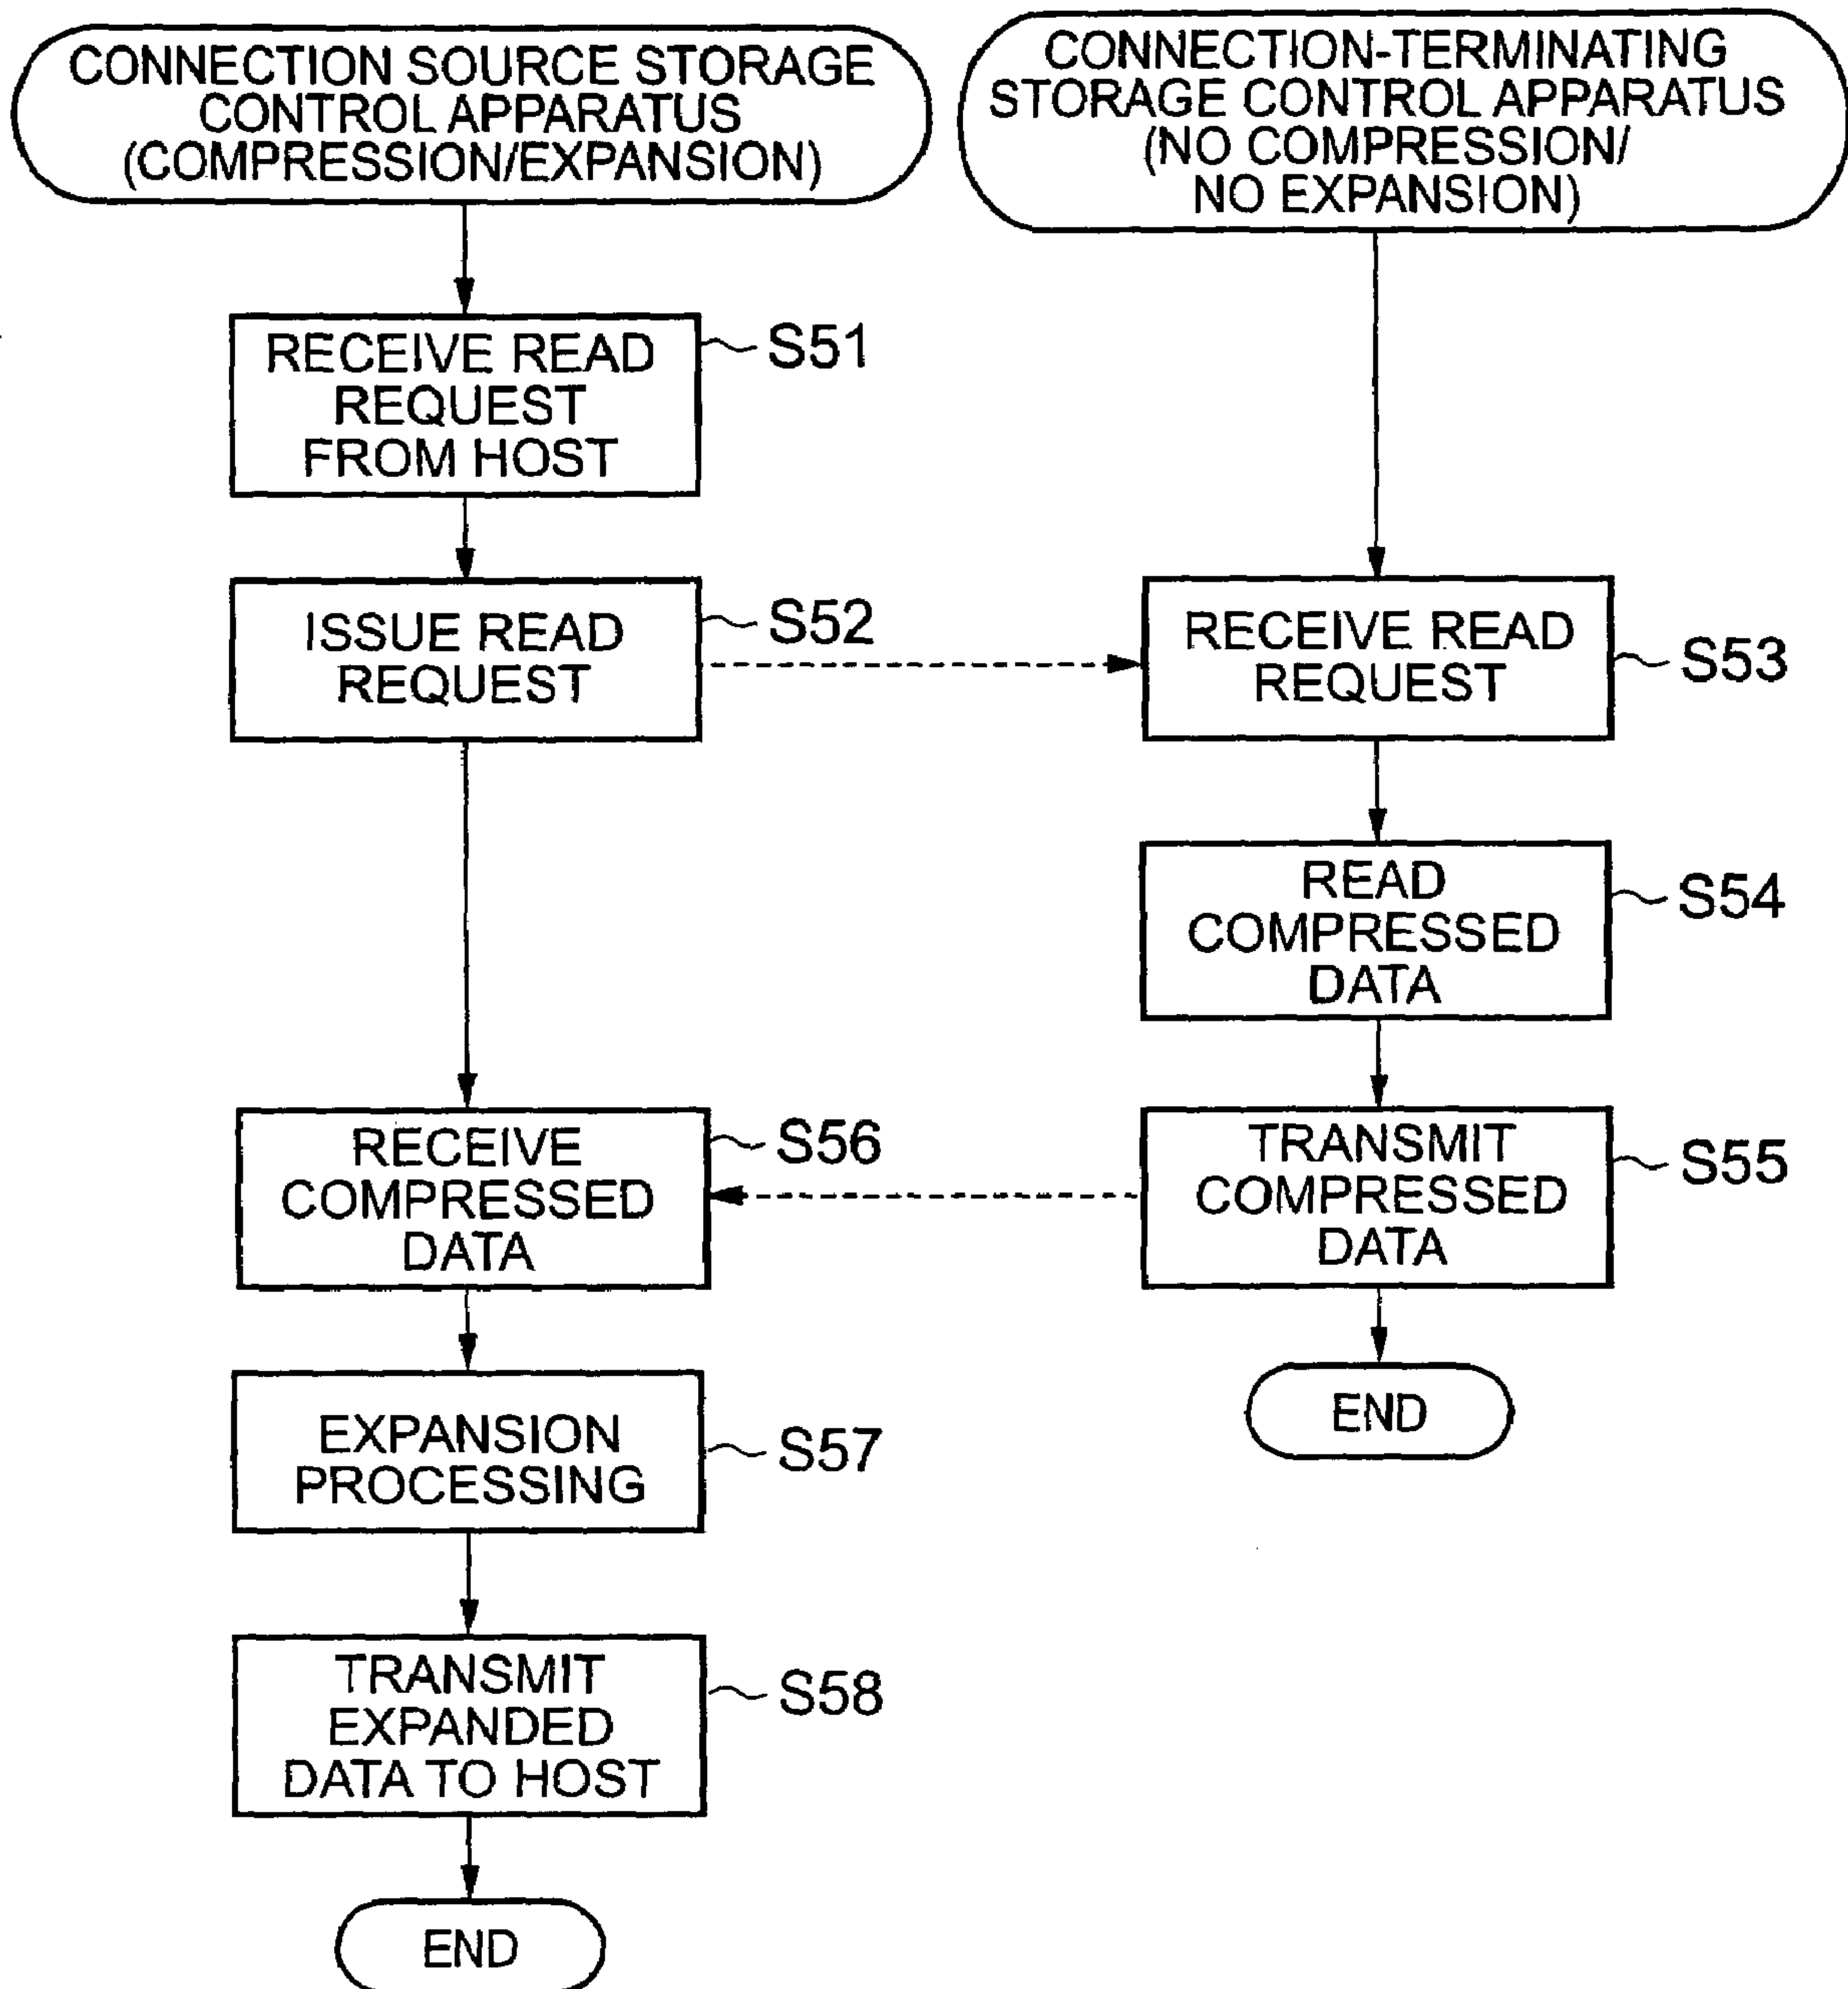 CONNECTION SOURCE STORAGE
CONTROL APPARATUS
(COMPRESSION/EXPANSION)
CONNECTION-TERMINATING
STORAGE CONTROL APPARATUS
(NO COMPRESSION/
NO EXPANSION)
RECEIVE READ
REQUEST
FROM HOST
S51
ISSUE READ
REQUEST
S52
RECEIVE READ
REQUEST
S53
READ
COMPRESSED
DATA
S54
RECEIVE
COMPRESSED
DATA
S56
TRANSMIT
COMPRESSED
DATA
S55
EXPANSION
PROCESSING
S57
END
TRANSMIT
EXPANDED
DATA TO HOST
S58
END